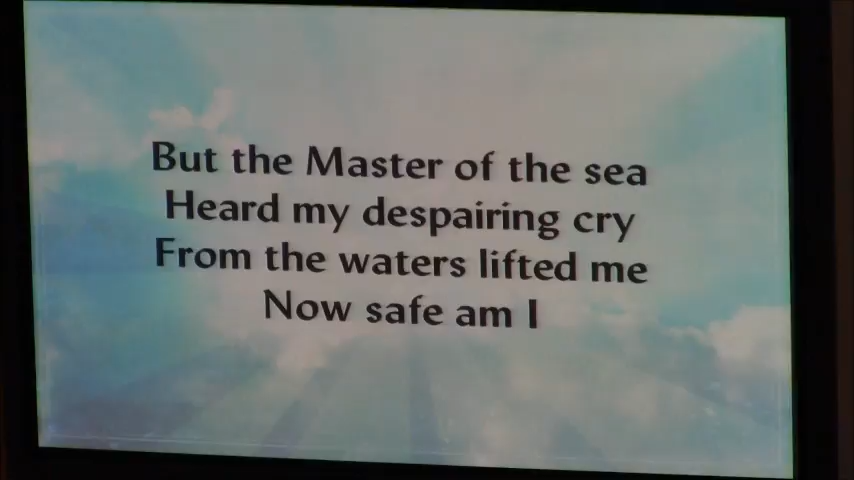 But the Master of the sea
Heard my despairing cry
From the waters lifted me
Now safe am I